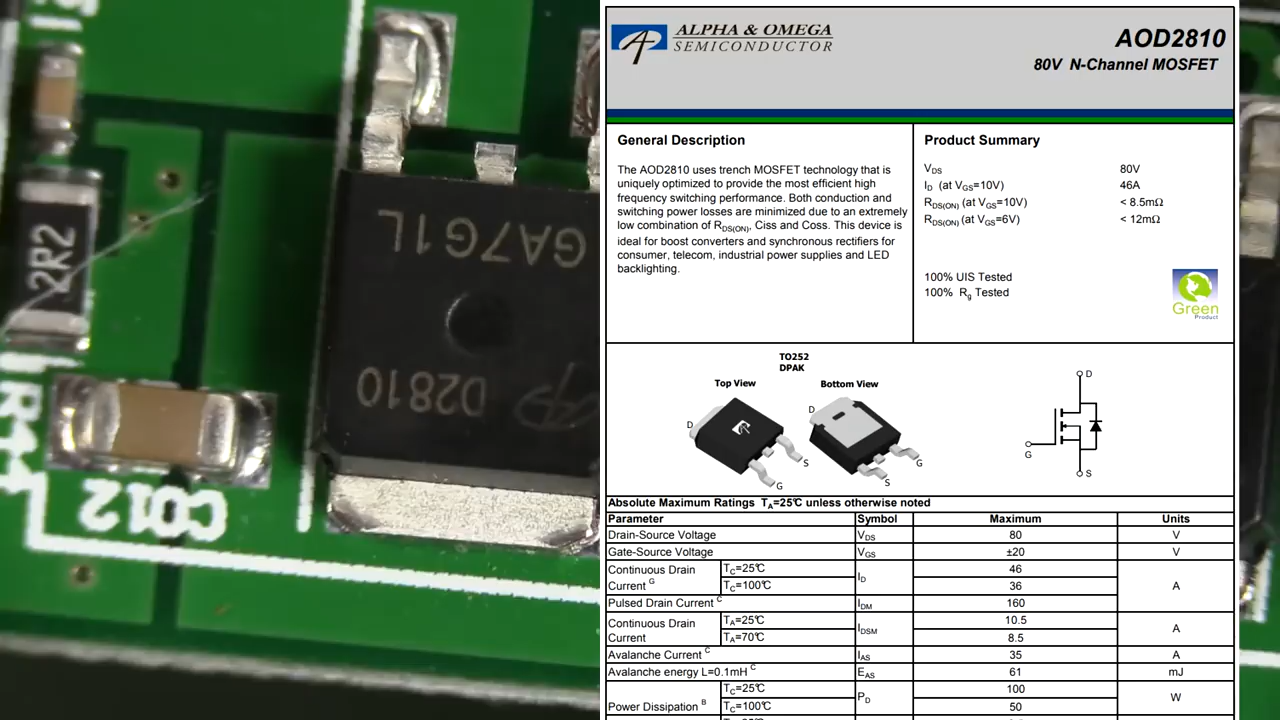 2R2
GA7G1L
D2810
R14
C012
ALPHA & OMEGA
SEMICONDUCTOR
AOD2810
80V N-Channel MOSFET
General Description
The AOD2810 uses trench MOSFET technology that is
uniquely optimized to provide the most efficient high
frequency switching performance. Both conduction and
switching power losses are minimized due to an extremely
low combination of RDS(ON), Ciss and Coss. This device is
ideal for boost converters and synchronous rectifiers for
consumer, telecom, industrial power supplies and LED
backlighting.
Product Summary
VDS 80V
ID (at VGS=10V) 46A
RDS(ON) (at VGS=10V) < 8.5mΩ
RDS(ON) (at VGS=6V) < 12mΩ
100% UIS Tested
100% Rg Tested
Green
Product
TO252
DPAK
Top View Bottom View
D
S
G
D
G
S
D
G
S
Absolute Maximum Ratings TA=25℃ unless otherwise noted
Parameter Symbol Maximum Units
Drain-Source Voltage VDS 80 V
Gate-Source Voltage VGS ±20 V
Continuous Drain Current G TC=25℃ ID 46 A
TC=100℃ 36
Pulsed Drain Current C IDM 160
Continuous Drain Current TA=25℃ IDSM 10.5 A
TA=70℃ 8.5
Avalanche Current C IAS 35 A
Avalanche energy L=0.1mH C EAS 61 mJ
Power Dissipation B TC=25℃ PD 100 W
TC=100℃ 50